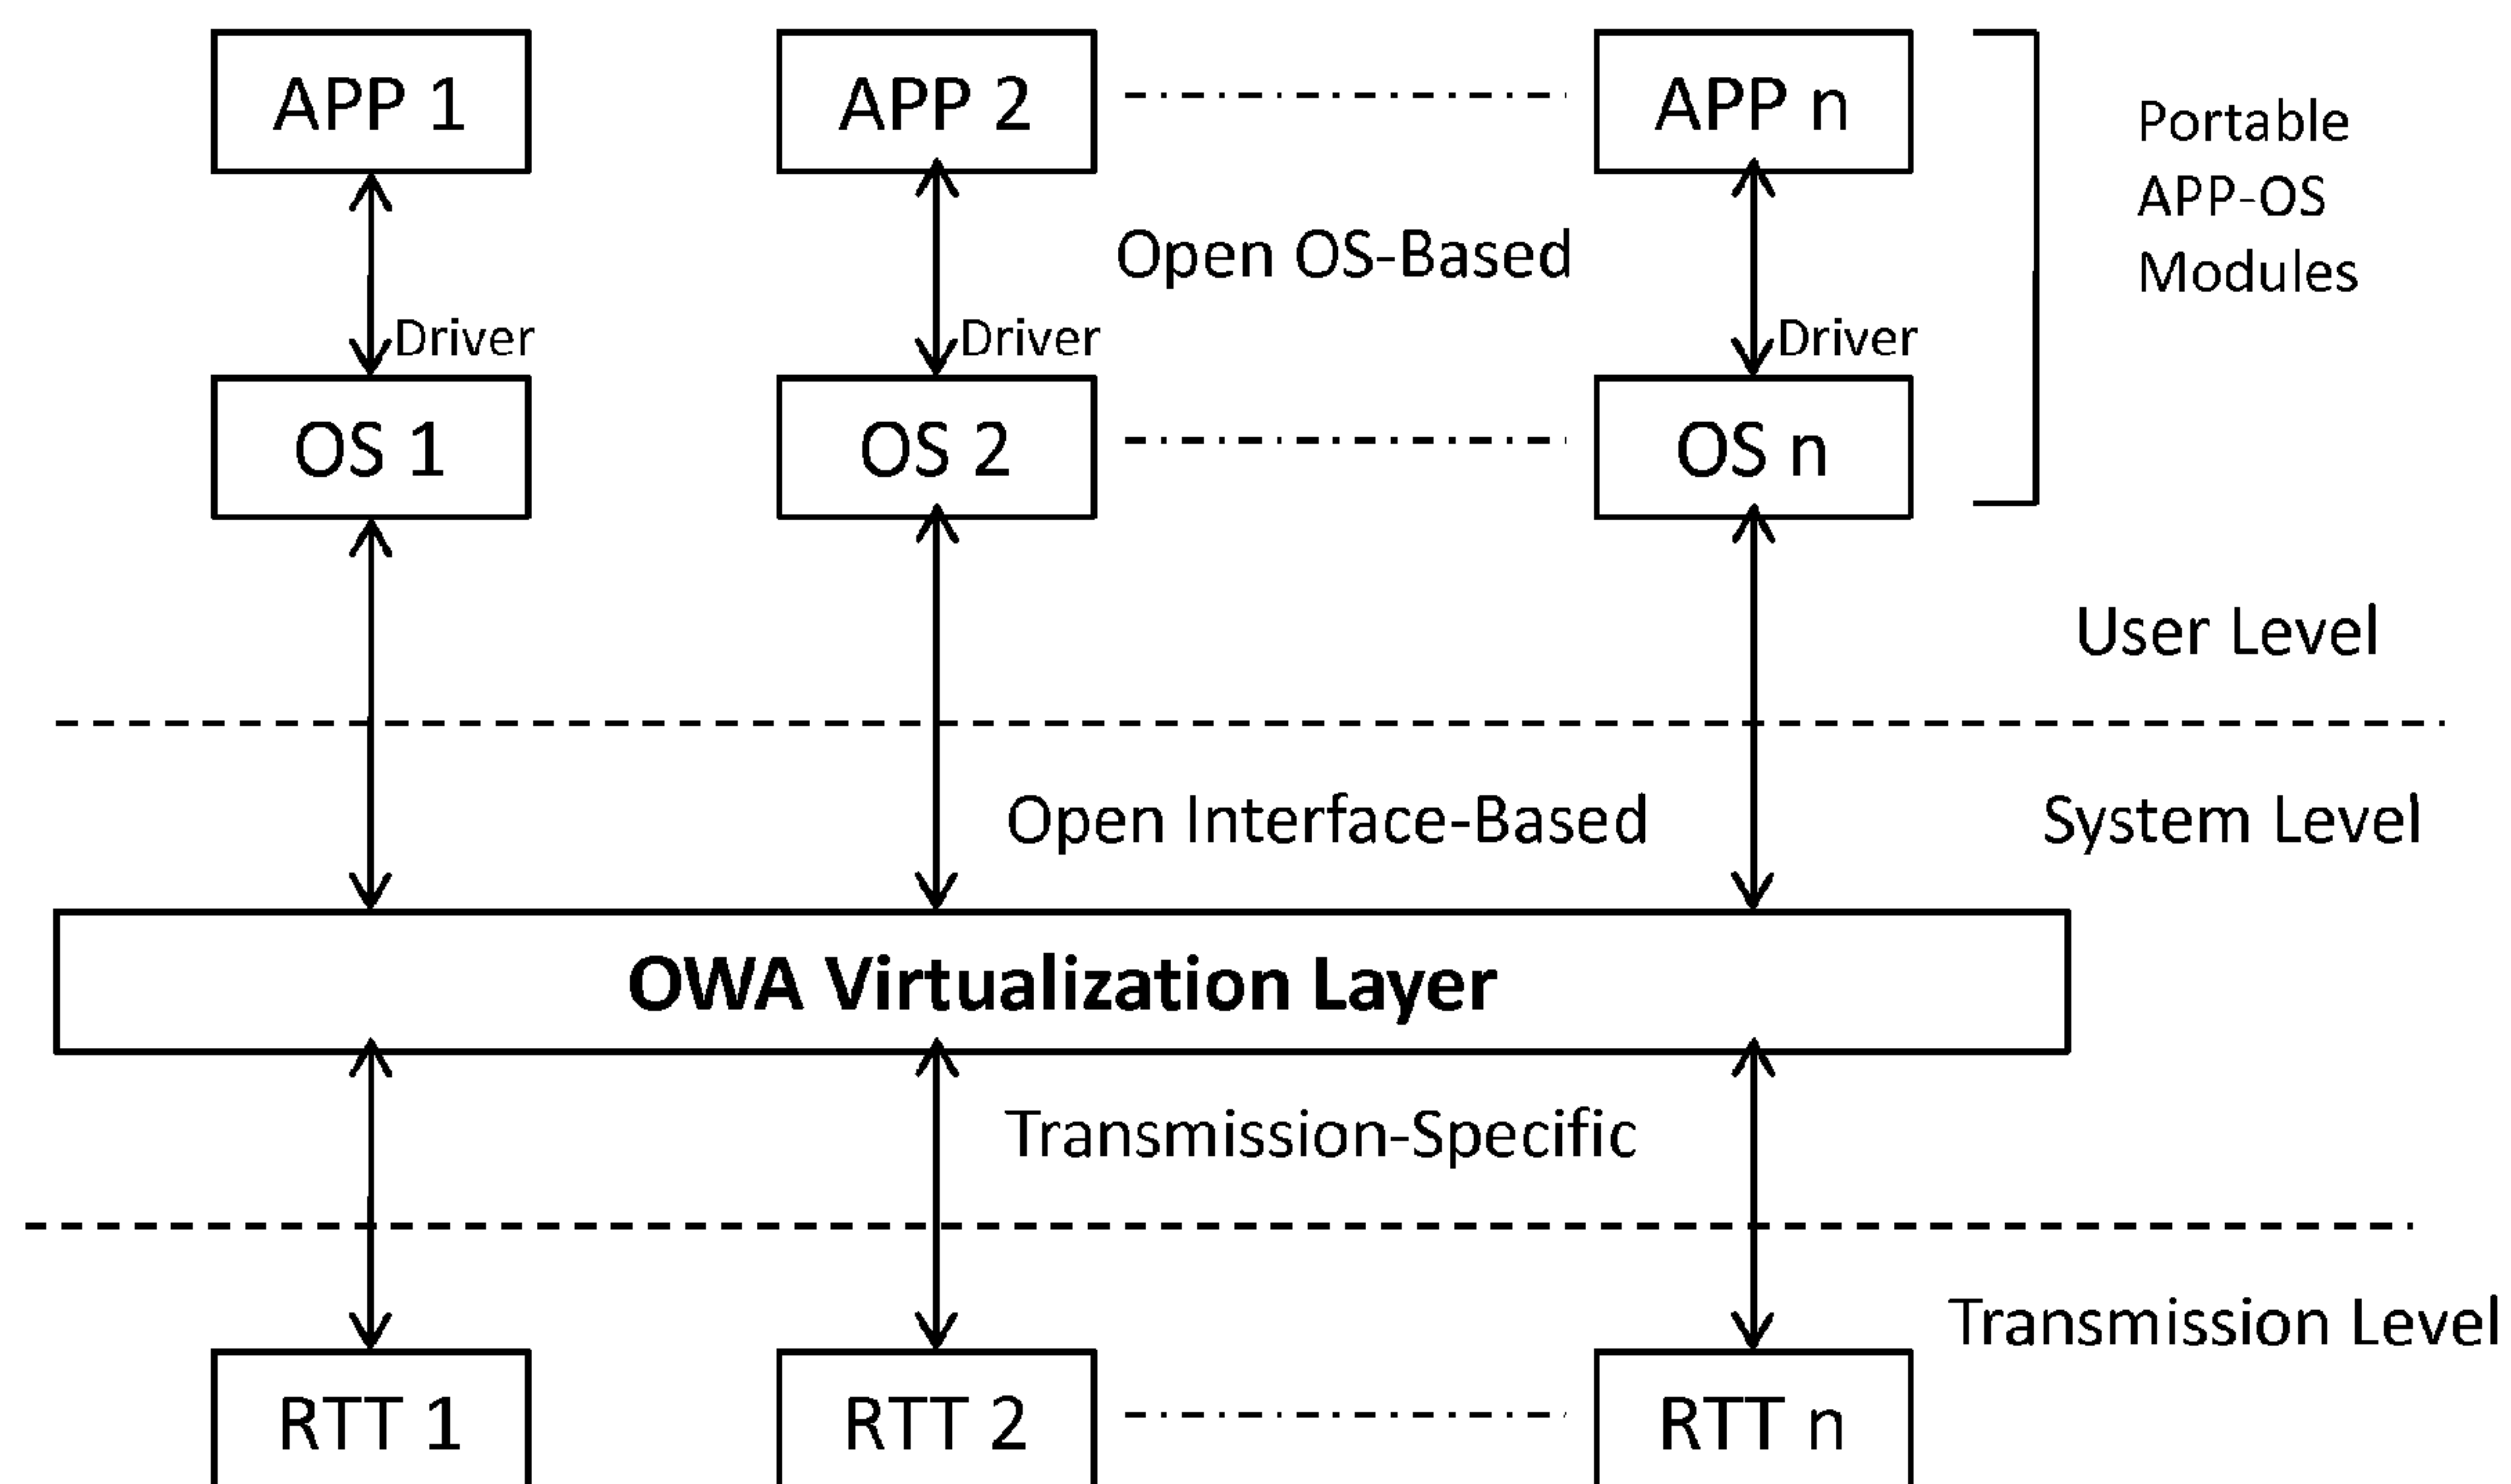 APP 1
APP 2
APP n
Portable
APP-OS
Modules
Open OS-Based
Driver
Driver
Driver
OS 1
OS 2
OS n
User Level
Open Interface-Based
System Level
OWA Virtualization Layer
Transmission-Specific
Transmission Level
RTT 1
RTT 2
RTT n